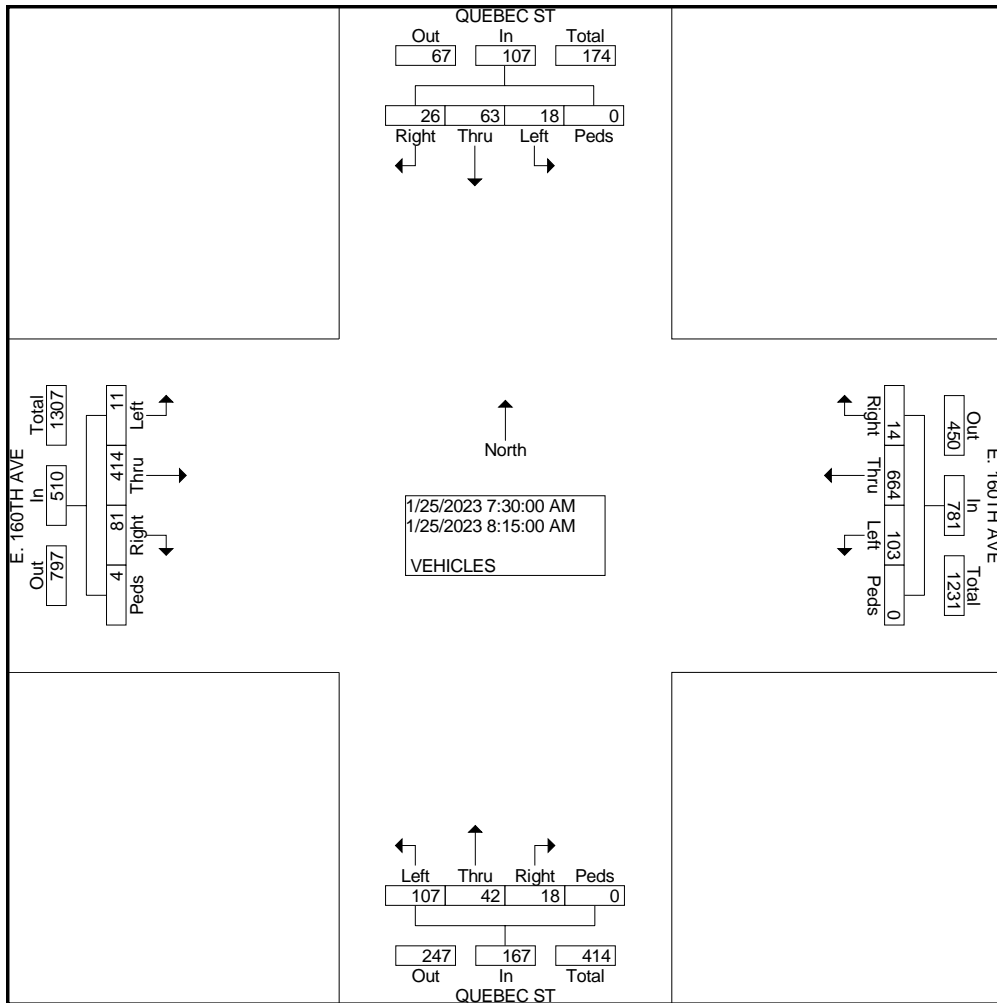 QUEBEC ST
Out In Total
67 107 174
26 63 18 0
Right Thru Left Peds
E. 160TH AVE
Total In Out
1307 510 797
11 414 81 4
Left Thru Right Peds
North
1/25/2023 7:30:00 AM
1/25/2023 8:15:00 AM
VEHICLES
Right Thru Left Peds
14 664 103 0
450 781 1231
Out In Total
E. 160TH AVE
Left Thru Right Peds
107 42 18 0
247 167 414
Out In Total
QUEBEC ST